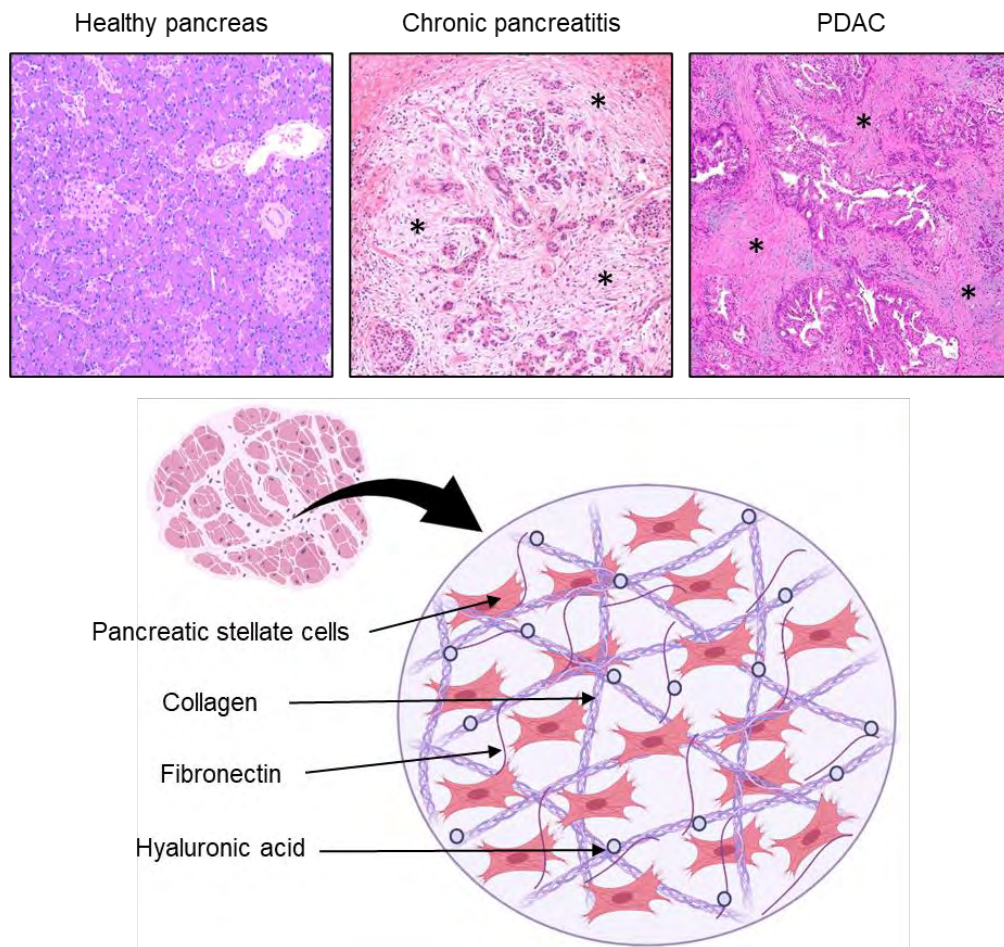 Healthy pancreas
Chronic pancreatitis
PDAC
*
*
*
*
*
*
Pancreatic stellate cells
Collagen
Fibronectin
Hyaluronic acid